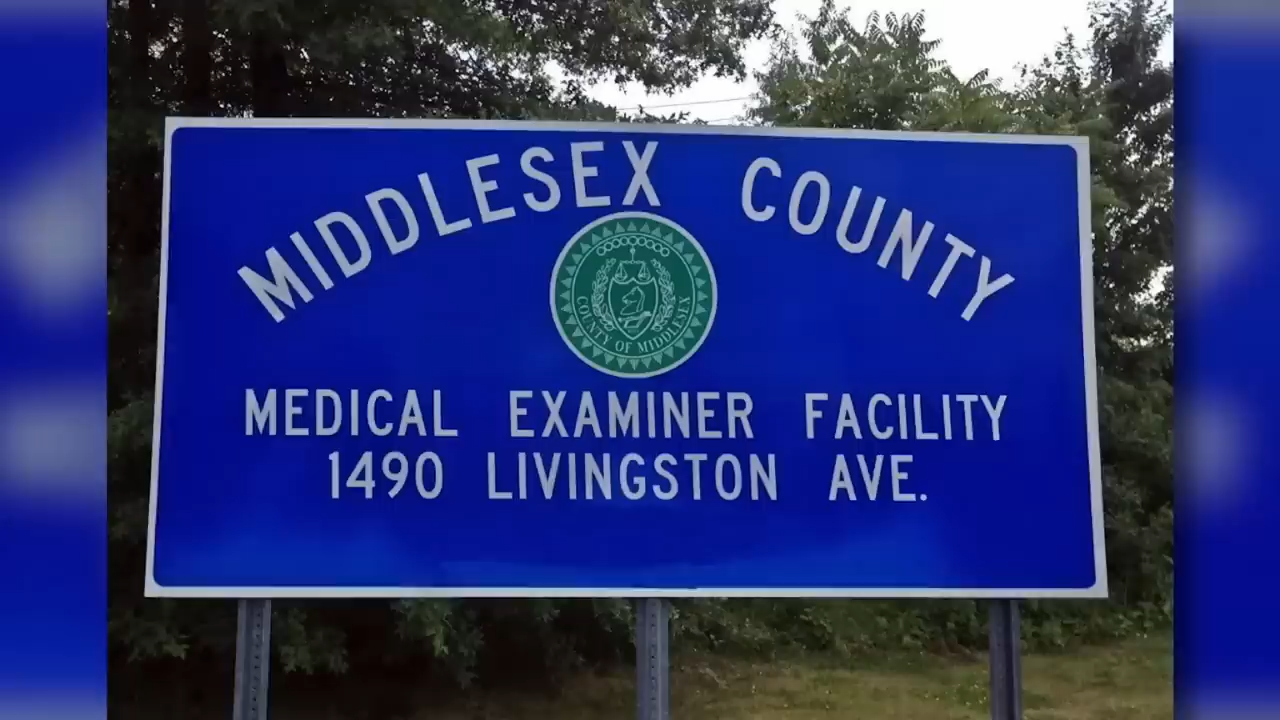 MIDDLESEX COUNTY
COUNTY OF MIDDLESEX
MEDICAL EXAMINER FACILITY
1490 LIVINGSTON AVE.